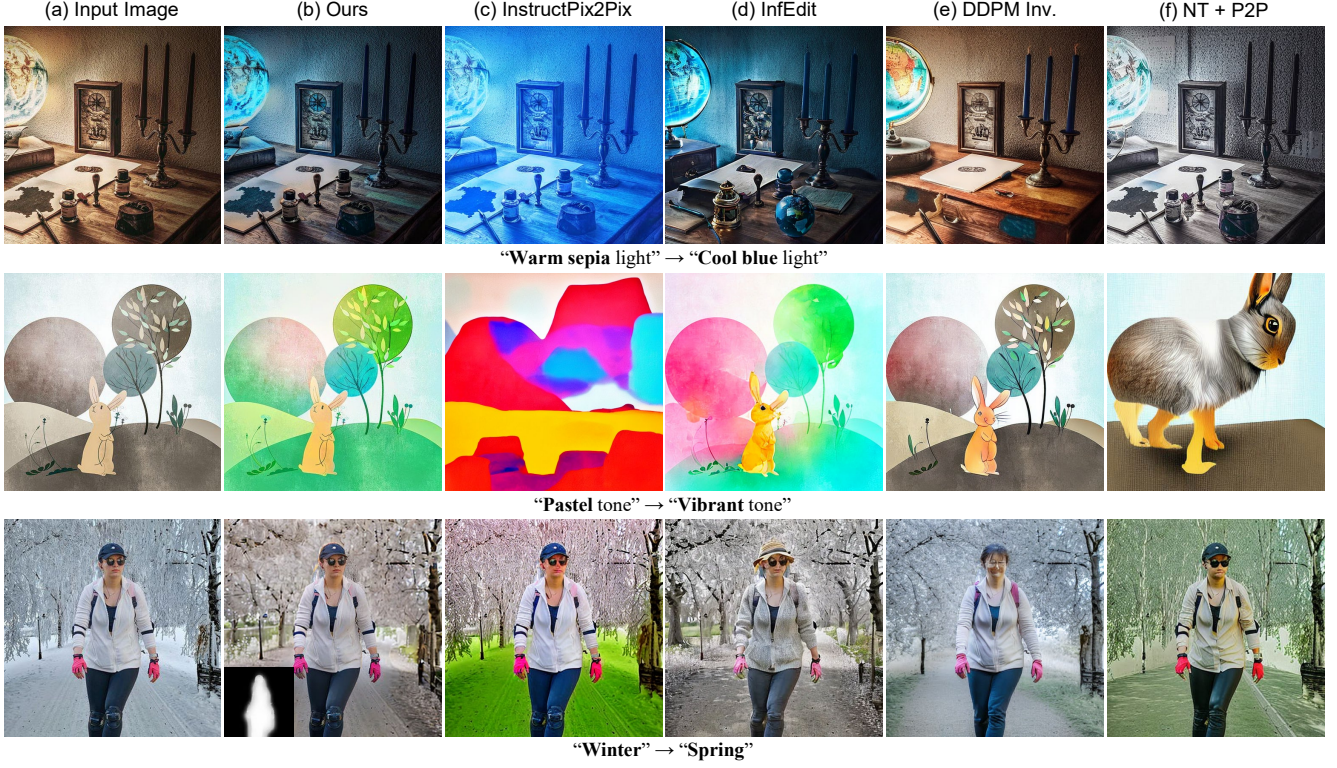 (a) Input Image (b) Ours (c) InstructPix2Pix (d) InfEdit (e) DDPM Inv. (f) NT + P2P
“Warm sepia light” → “Cool blue light”
“Pastel tone” → “Vibrant tone”
“Winter” → “Spring”